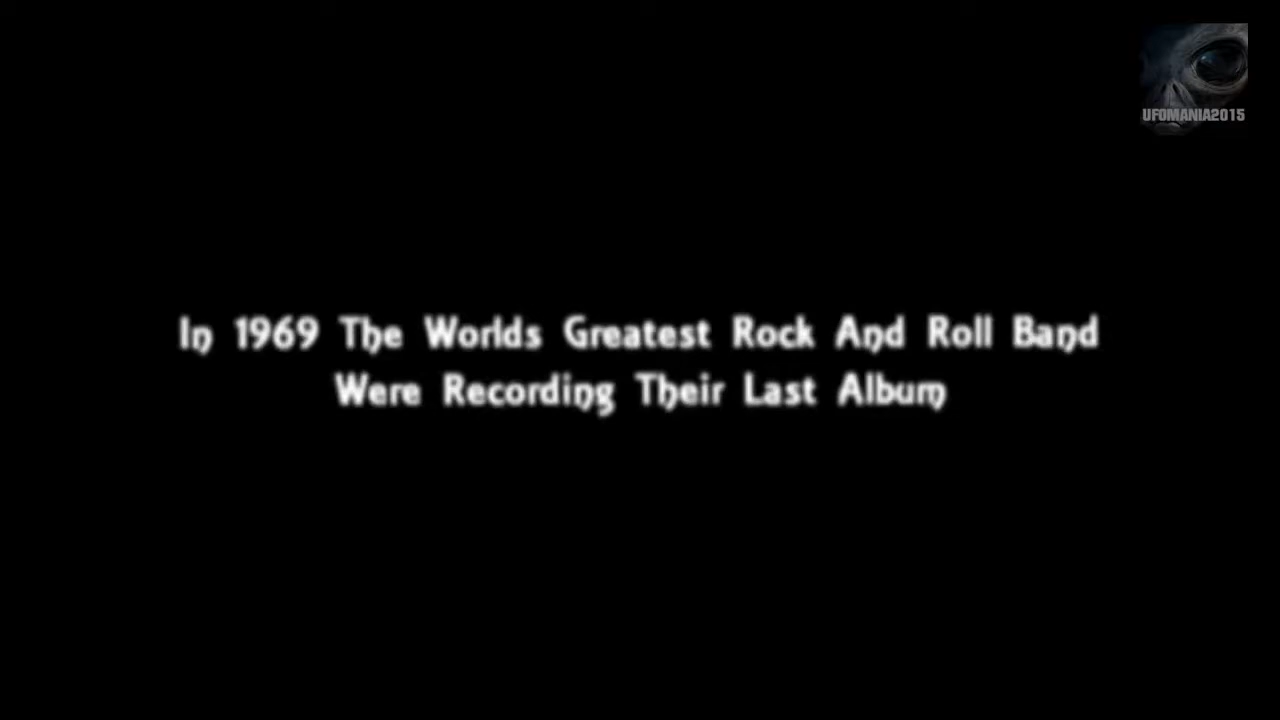 UFOMANIA2015
In 1969 The Worlds Greatest Rock And Roll Band
Were Recording Their Last Album